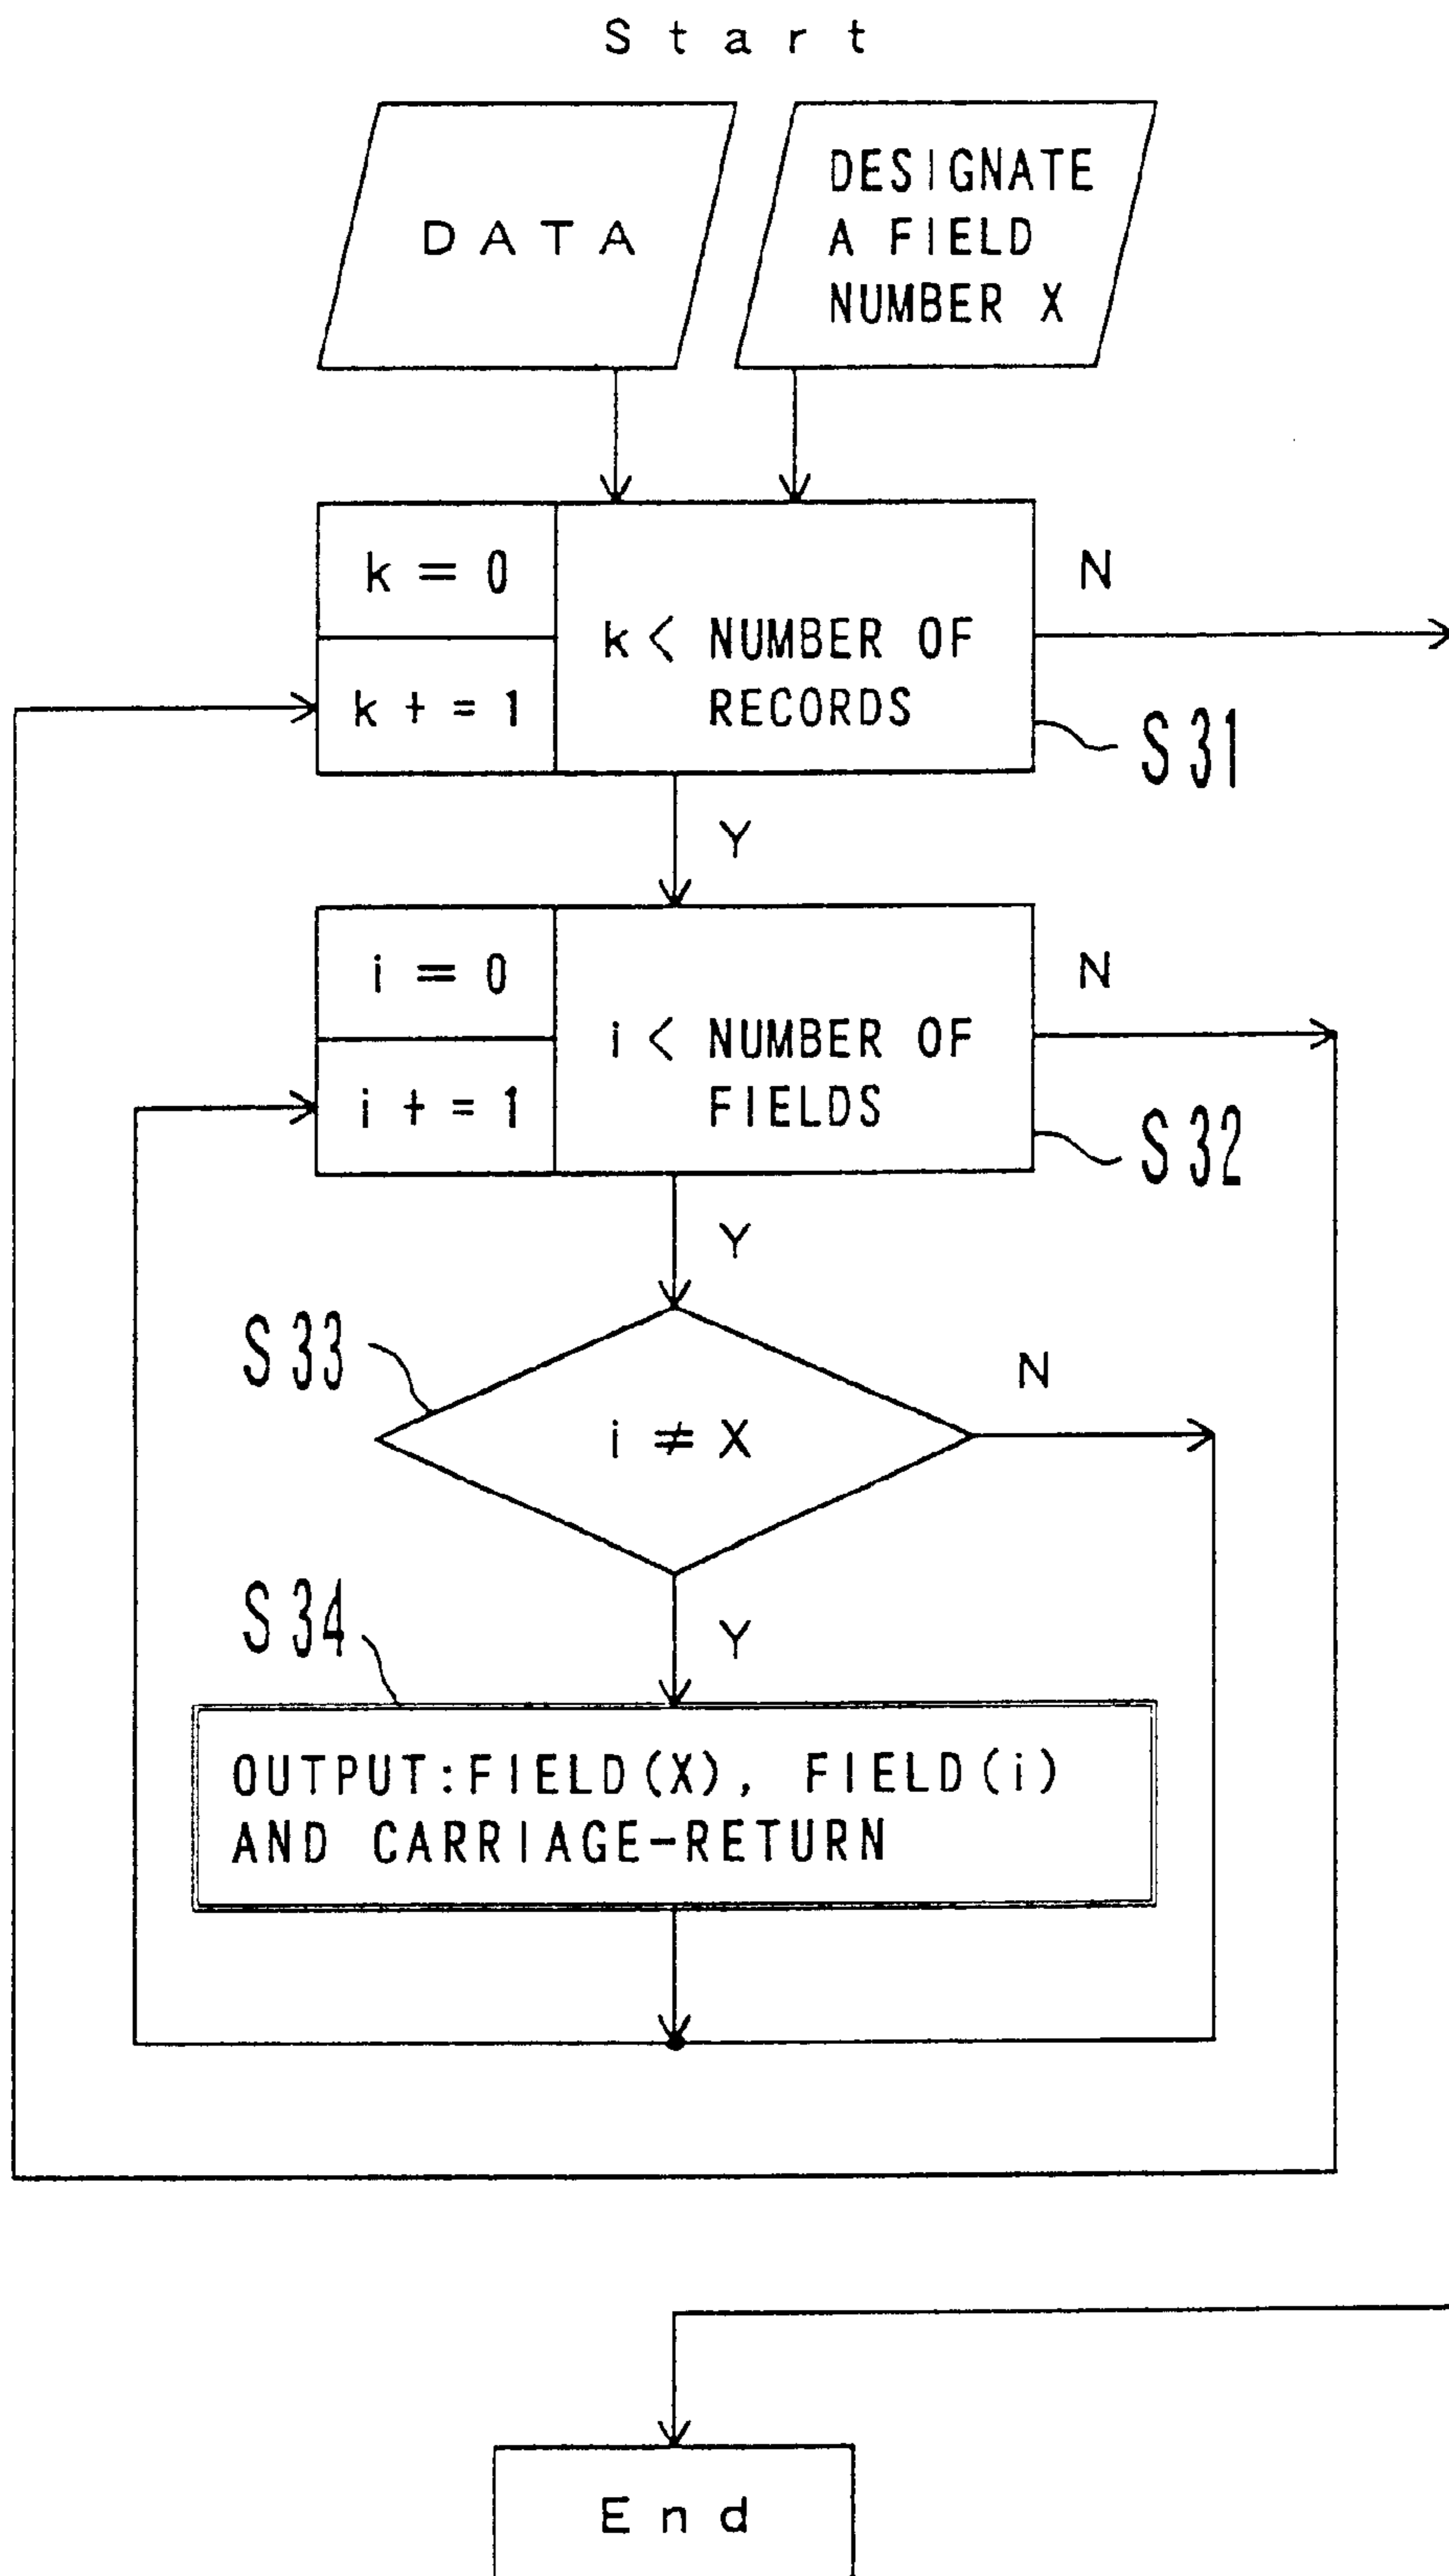 Start
DATA
DESIGNATE
A FIELD
NUMBER X
k = 0
k += 1
k < NUMBER OF
RECORDS
N
S31
Y
i = 0
i += 1
i < NUMBER OF
FIELDS
N
S32
Y
S33
i ≠ X
N
S34
Y
OUTPUT:FIELD(X), FIELD(i)
AND CARRIAGE-RETURN
End